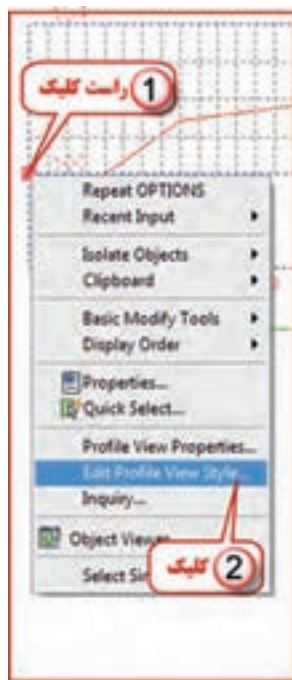 1 راست کلیک
Repeat OPTIONS
Recent Input
Isolate Objects
Clipboard
Basic Modify Tools
Display Order
Properties...
Quick Select...
Profile View Properties...
Edit Profile View Style...
Inquiry...
Object Viewer
2 کلیک
Select Sim